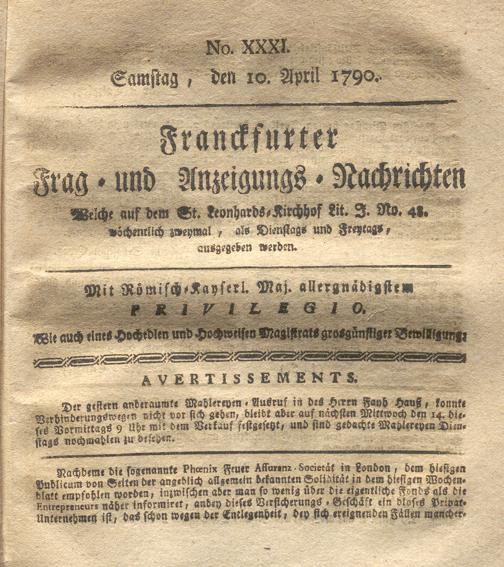 No. XXXI.
Samstag, den 10. April 1790.
Franckfurter
Frag- und Anzeigungs-Nachrichten
Welche auf dem St. Leonhards-Kirchhof Lit. J. No. 48.
wöchentlich zweymal, als Dienstags und Freytags,
ausgegeben werden.
Mit Römisch-Kayserl. Maj. allergnädigstem
PRIVILEGIO.
Wie auch eines Hochedlen und Hochweisen Magistrats grosgünstiger Bewilligung:
AVERTISSEMENTS.
Der gestern anberaumte Mahlereyen-Ausruf in des Herrn Fayh Hauß, konnte
Verhinderungswegen nicht vor sich gehen, bleibt aber auf nächsten Mittwoch den 14. die-
ses Vormittags 9 Uhr mit dem Verkauf festgesetzt, und sind gedachte Mahlereyen Dien-
stags nochmahlen zu besehen.
Nachdeme die sogenannte Phœnix Feuer Assuranz-Societät in London, dem hiesigen
Publicum von Seiten der angeblich allgemein bekannten Solidität in dem hiesigen Wochen-
blatt empfohlen worden, inzwischen aber man so wenig über die eigentliche Fonds als die
Entrepreneurs näher informiret, anbey dieses Versicherungs-Geschäft ein bloses Privat-
Unternehmen ist, das schon wegen der Entlegenheit, bey sich ereignenden Fällen mancher-